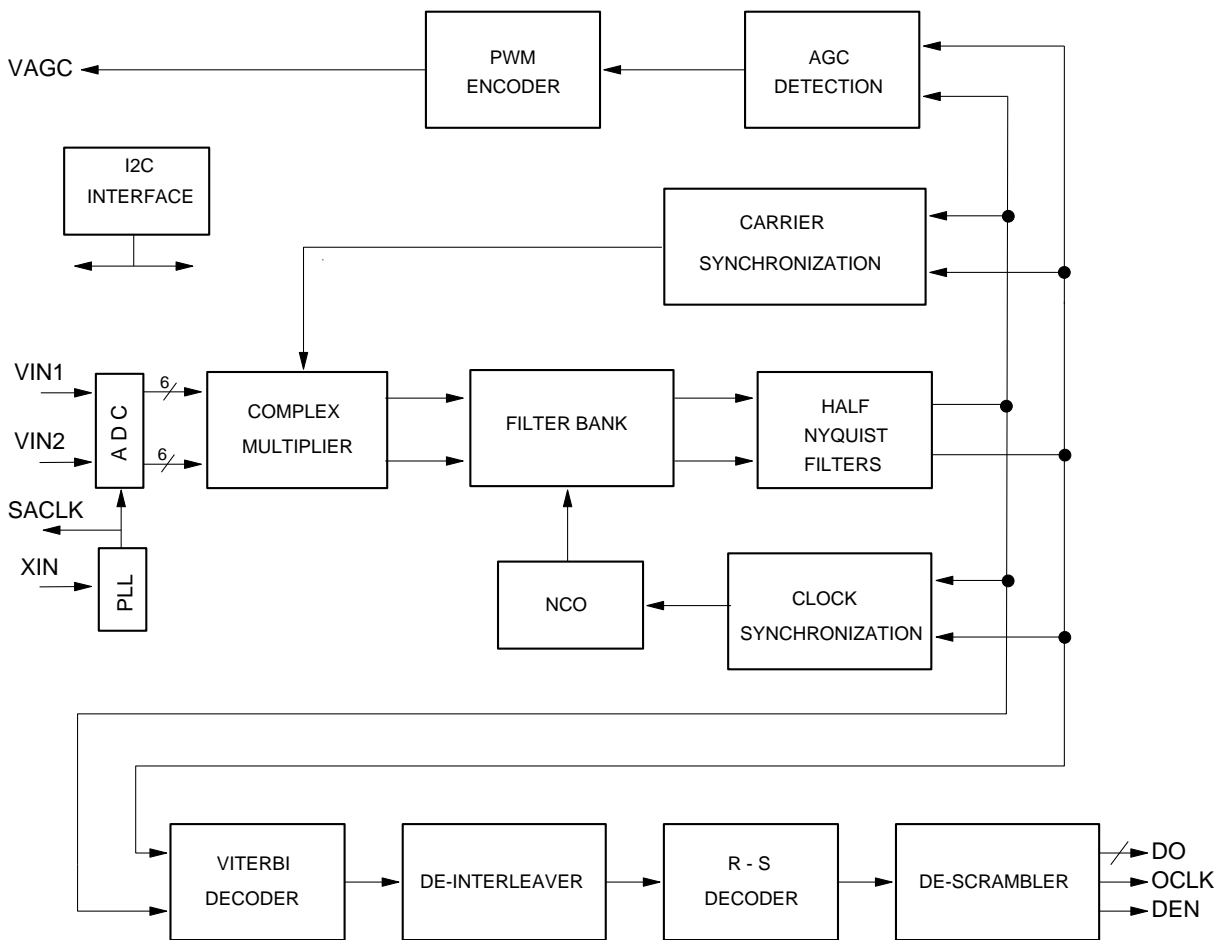 VAGC
PWM
ENCODER
AGC
DETECTION
I2C
INTERFACE
CARRIER
SYNCHRONIZATION
VIN1
VIN2
SACLK
XIN
A D C
PLL
6
6
COMPLEX
MULTIPLIER
FILTER BANK
HALF
NYQUIST
FILTERS
NCO
CLOCK
SYNCHRONIZATION
VITERBI
DECODER
DE-INTERLEAVER
R - S
DECODER
DE-SCRAMBLER
DO
OCLK
DEN